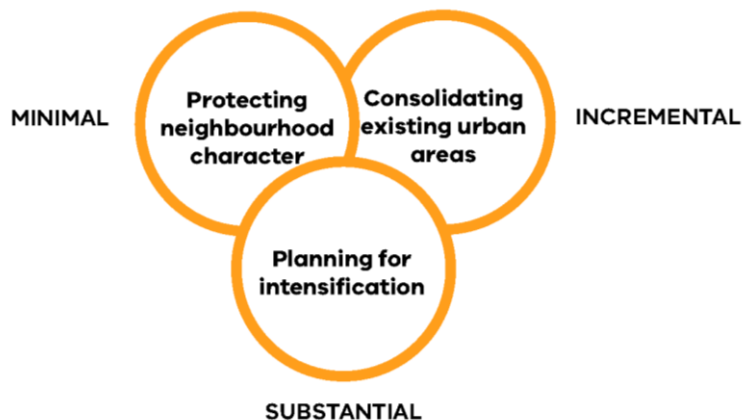 MINIMAL
Protecting
neighbourhood
character
Consolidating
existing urban
areas
INCREMENTAL
Planning for
intensification
SUBSTANTIAL